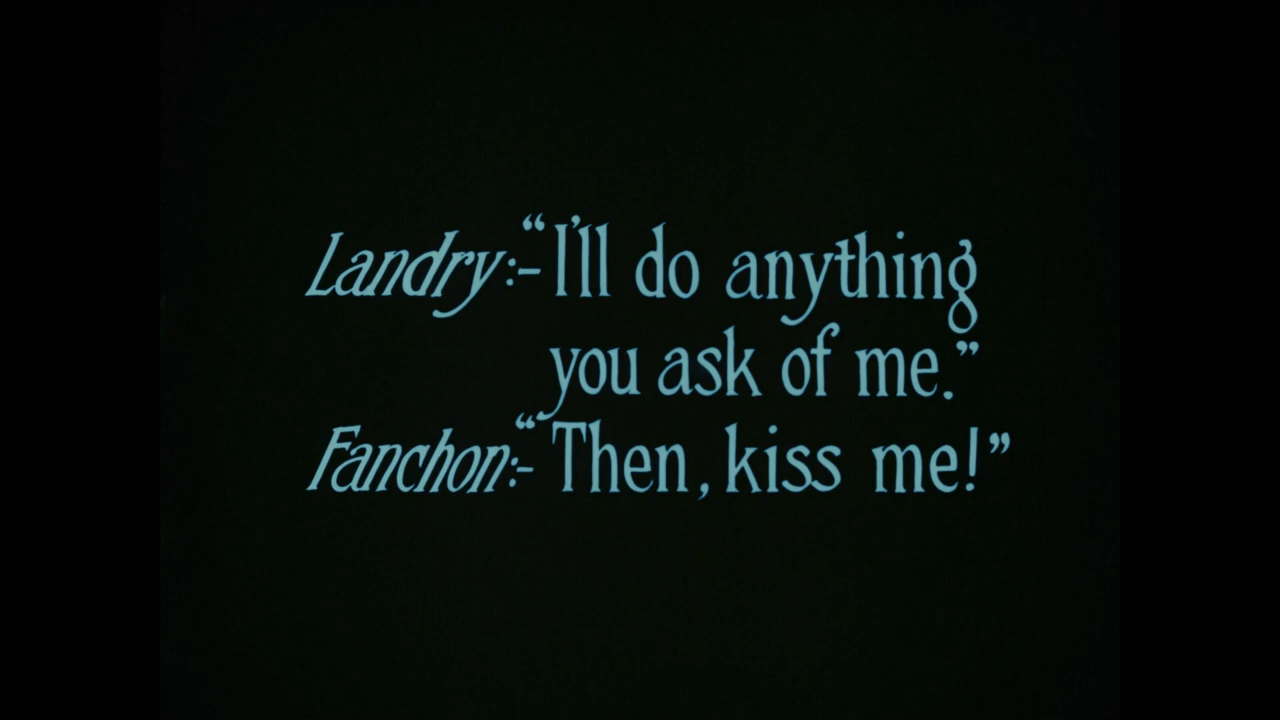 Landry:- “I'll do anything
you ask of me.”
Fanchon:- “Then, kiss me!”